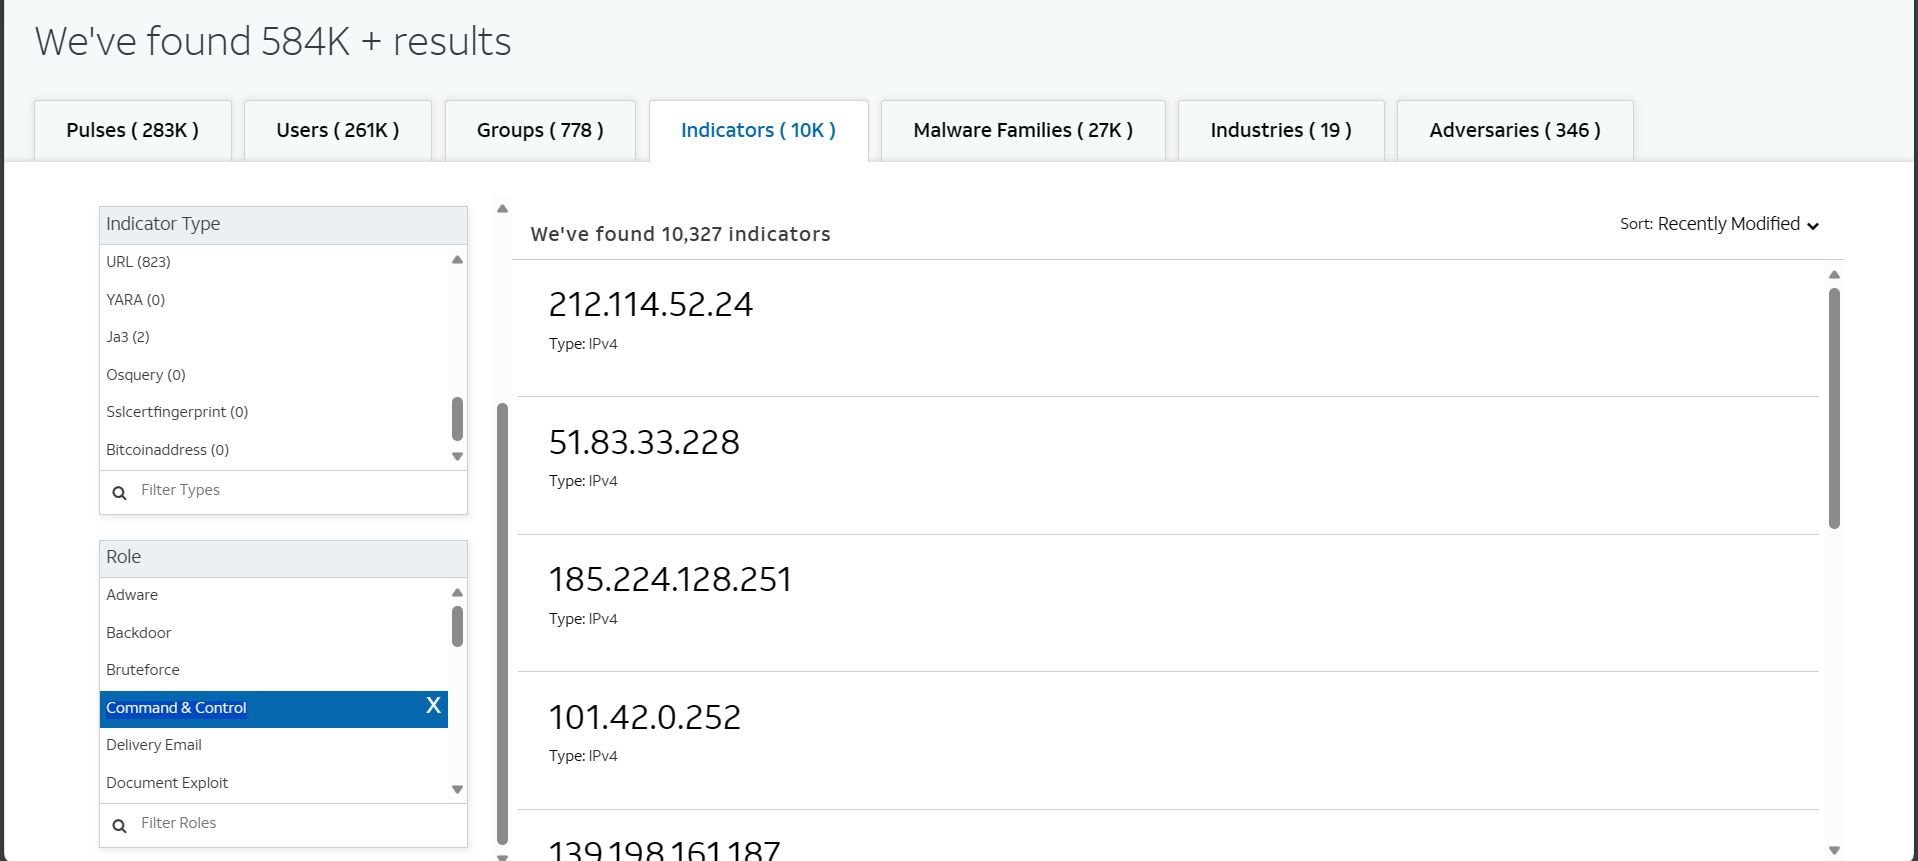 We've found 584K + results
Pulses ( 283K )
Users ( 261K )
Groups ( 778 )
Indicators ( 10K )
Malware Families ( 27K )
Industries ( 19 )
Adversaries ( 346 )
Indicator Type
URL (823)
YARA (0)
Ja3 (2)
Osquery (0)
Sslcertfingerprint (0)
Bitcoinaddress (0)
Filter Types
Role
Adware
Backdoor
Bruteforce
Command & Control X
Delivery Email
Document Exploit
Filter Roles
We've found 10,327 indicators
Sort: Recently Modified
212.114.52.24
Type: IPv4
51.83.33.228
Type: IPv4
185.224.128.251
Type: IPv4
101.42.0.252
Type: IPv4
139.198.161.187